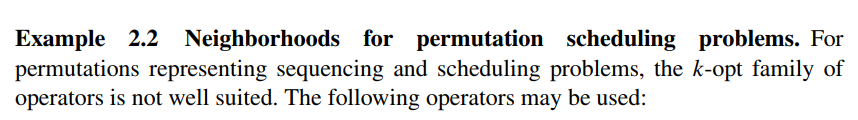 Example 2.2 Neighborhoods for permutation scheduling problems. For
permutations representing sequencing and scheduling problems, the k-opt family of
operators is not well suited. The following operators may be used: